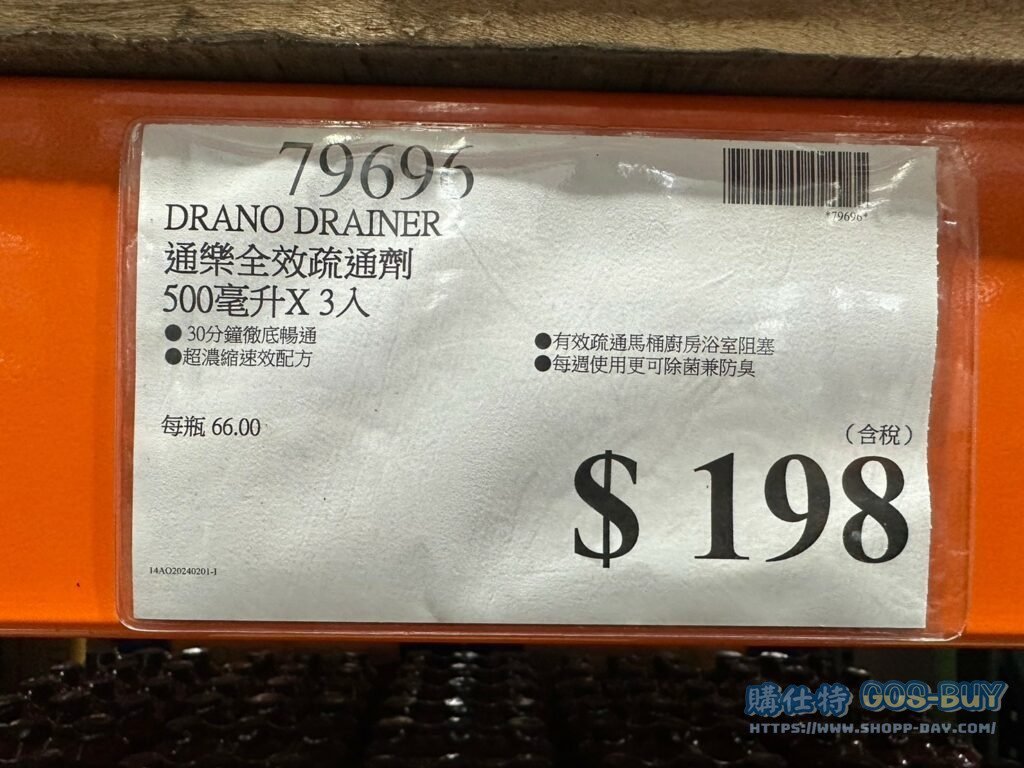 79696
*79696*
DRANO DRAINER
通樂全效疏通劑
500毫升X 3入
●30分鐘徹底暢通
●超濃縮速效配方
●有效疏通馬桶廚房浴室阻塞
●每週使用更可除菌兼防臭
每瓶 66.00
（含稅）
$ 198
14AO20240201-1
購仕特 GOS-BUY
HTTPS://WWW.SHOPP-DAY.COM/